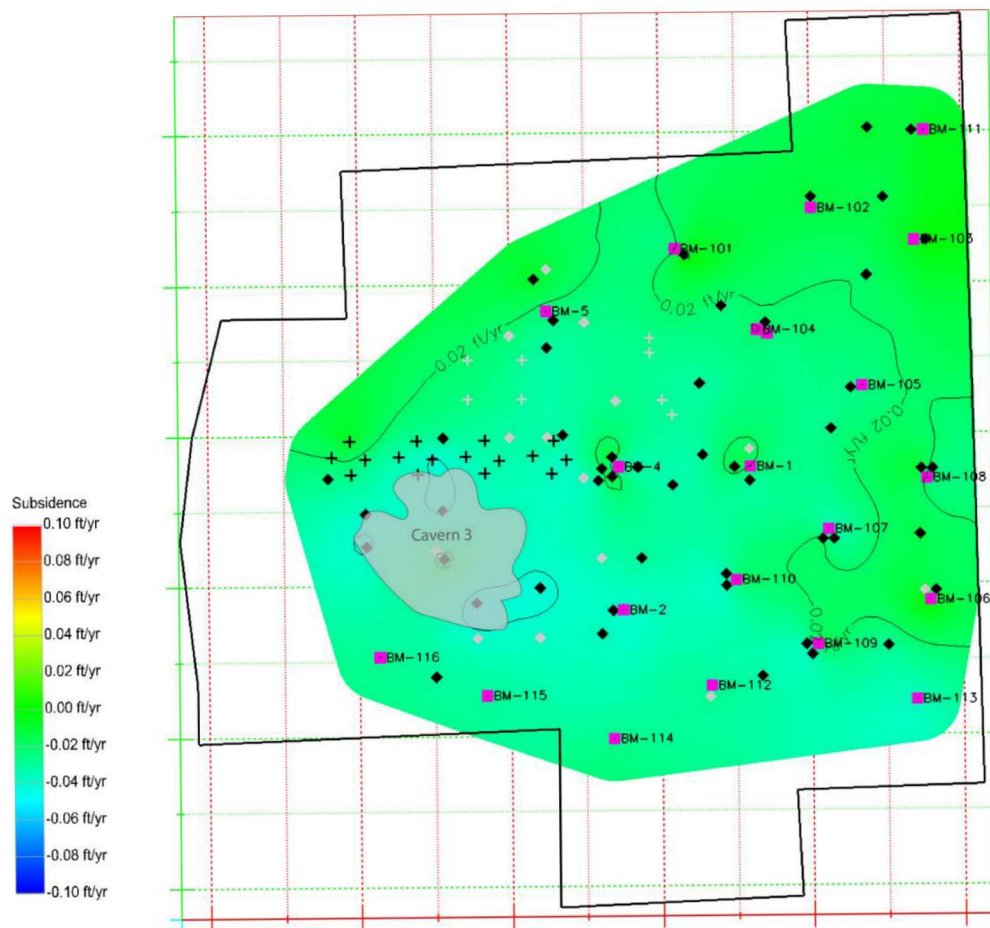 BM-111
BM-102
BM-103
BM-101
0.02 ft/yr
BM-5
BM-104
0.02 ft/yr
BM-105
0.02 ft/yr
BM-4
BM-1
BM-108
Subsidence
0.10 ft/yr
0.08 ft/yr
0.06 ft/yr
0.04 ft/yr
0.02 ft/yr
0.00 ft/yr
-0.02 ft/yr
-0.04 ft/yr
-0.06 ft/yr
-0.08 ft/yr
-0.10 ft/yr
Cavern 3
BM-107
BM-110
BM-106
BM-2
BM-109
BM-116
BM-115
BM-112
BM-113
BM-114